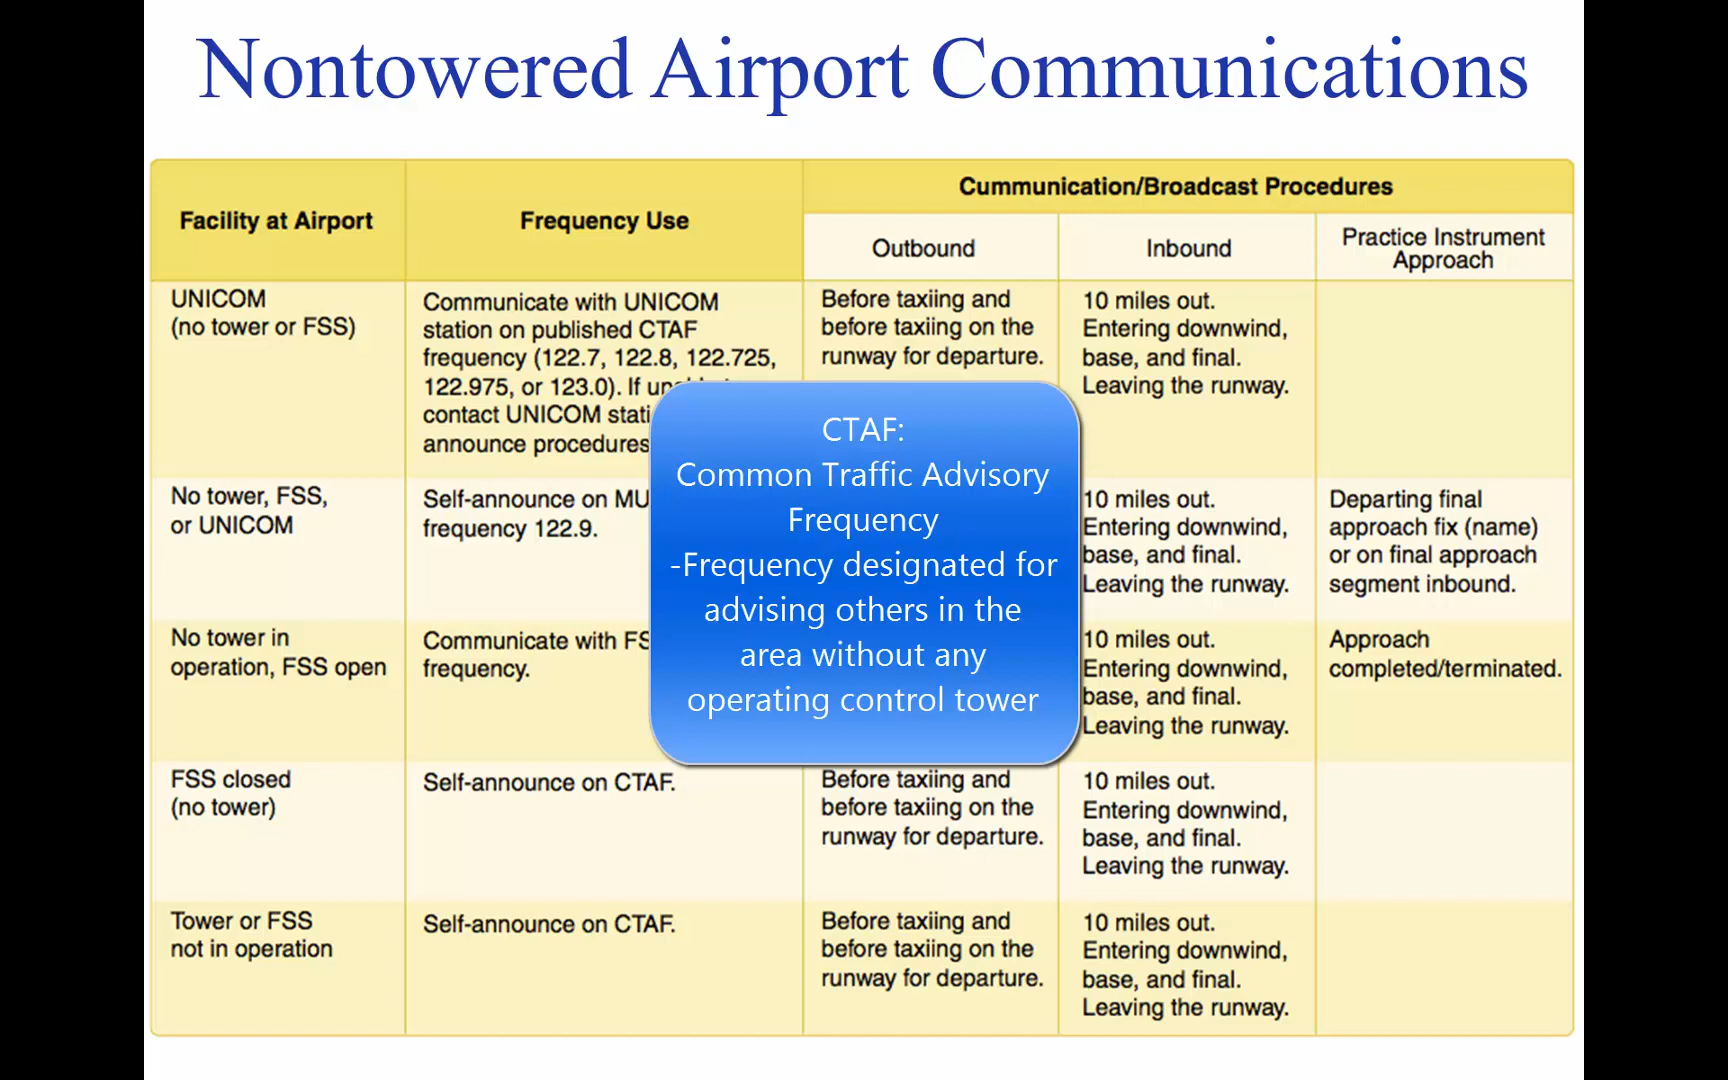 Nontowered Airport Communications
Facility at Airport
Frequency Use
Cummunication/Broadcast Procedures
Outbound
Inbound
Practice Instrument
Approach
UNICOM
(no tower or FSS)
Communicate with UNICOM
station on published CTAF
frequency (122.7, 122.8, 122.725,
122.975, or 123.0). If
contact UNICOM
announce procedures
Before taxiing and
before taxiing on the
runway for departure.
10 miles out.
Entering downwind,
base, and final.
Leaving the runway.
No tower, FSS,
or UNICOM
Self-announce on
frequency 122.9.
10 miles out.
Entering downwind,
base, and final.
Leaving the runway.
Departing final
approach fix (name)
or on final approach
segment inbound.
No tower in
operation, FSS open
Communicate with
frequency.
10 miles out.
Entering downwind,
base, and final.
Leaving the runway.
Approach
completed/terminated.
FSS closed
(no tower)
Self-announce on CTAF.
Before taxiing and
before taxiing on the
runway for departure.
10 miles out.
Entering downwind,
base, and final.
Leaving the runway.
Tower or FSS
not in operation
Self-announce on CTAF.
Before taxiing and
before taxiing on the
runway for departure.
10 miles out.
Entering downwind,
base, and final.
Leaving the runway.
CTAF:
Common Traffic Advisory
Frequency
-Frequency designated for
advising others in the
area without any
operating control tower